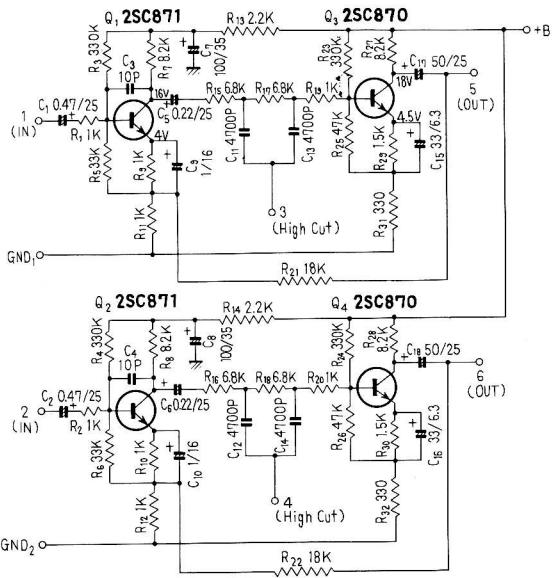 Q1 2SC871
Q3 2SC870
R13 2.2K
+B
R3 330K
C3
10P
R7 8.2K
C7
100/35
R23
330K
R27
8.2K
C17 50/25
5
(OUT)
16V
18V
1
(IN)
C1 0.47/25
R1 1K
C5 0.22/25
R15 6.8K
R17 6.8K
R19 1K
4V
4.5V
R5 33K
R9 1K
C9
1/16
C11 4700P
C13 4700P
R25 47K
R29 1.5K
C15 33/6.3
3
(High Cut)
R11 1K
R31 330
GND1
R21 18K
Q2 2SC871
Q4 2SC870
R14 2.2K
R4 330K
C4
10P
R8 8.2K
C8
100/35
R24 330K
R28
8.2K
C18 50/25
6
(OUT)
2
(IN)
C2 0.47/25
R2 1K
C6 0.22/25
R16 6.8K
R18 6.8K
R20 1K
R6 33K
R10 1K
C10 1/16
C12 4700P
C14 4700P
R26 47K
R30 1.5K
C16 33/6.3
4
(High Cut)
R12 1K
R32 330
GND2
R22 18K